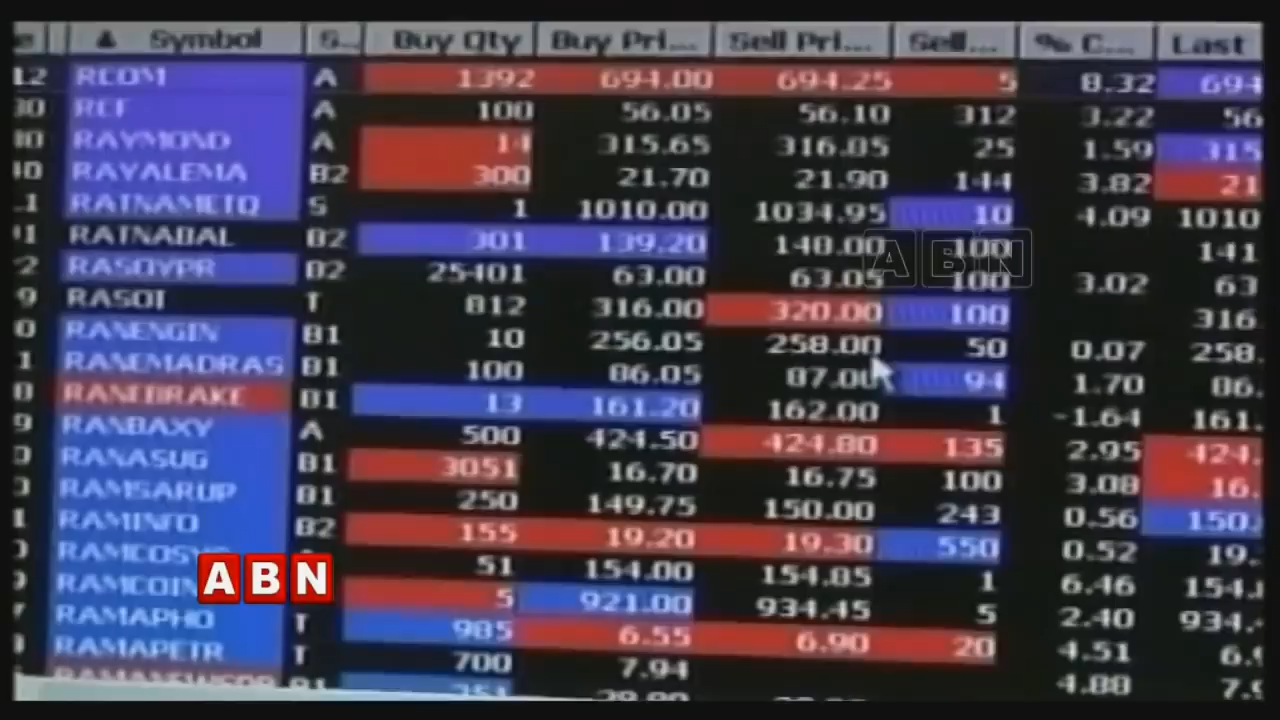 ▲ Symbol S... Buy Qty Buy Pri... Sell Pri... Sell... % C... Last
12 RCOM A 1392 694.00 694.25 5 8.32 694
RCF A 100 56.05 56.10 312 3.22 56
RAYMOND A 14 315.65 316.85 25 1.59 315
RAYALEMA B2 300 21.70 21.90 144 3.82 21
RATNAMETQ S 1 1010.00 1034.95 10 4.09 1010
RATNABAL B2 301 139.20 140.00 100 141
RASOYPR B2 25401 63.00 63.05 100 3.02 63
RASOI T 812 316.00 320.00 100 316
RANENGIN B1 10 256.05 258.00 50 0.07 258.
RANEMADRAS B1 100 86.05 87.00 94 1.70 86.
RANEBRAKE B1 13 161.20 162.00 1 -1.64 161.
RANBAXY A 500 424.50 424.80 135 2.95 424.
RANASUG B1 3051 16.70 16.75 100 3.08 16.
RAMSARUP B1 250 149.75 150.00 243 0.56 150.
RAMINFO B2 155 19.20 19.30 550 0.52 19.
RAMCOSYS 51 154.00 154.85 1 6.46 154.
RAMCOIN 5 921.00 934.45 5 2.40 934.
RAMAPHO T 985 6.55 6.90 20 4.51 6.
RAMAPETR T 700 7.94 4.88 7.
B1 351
ABN
ABN